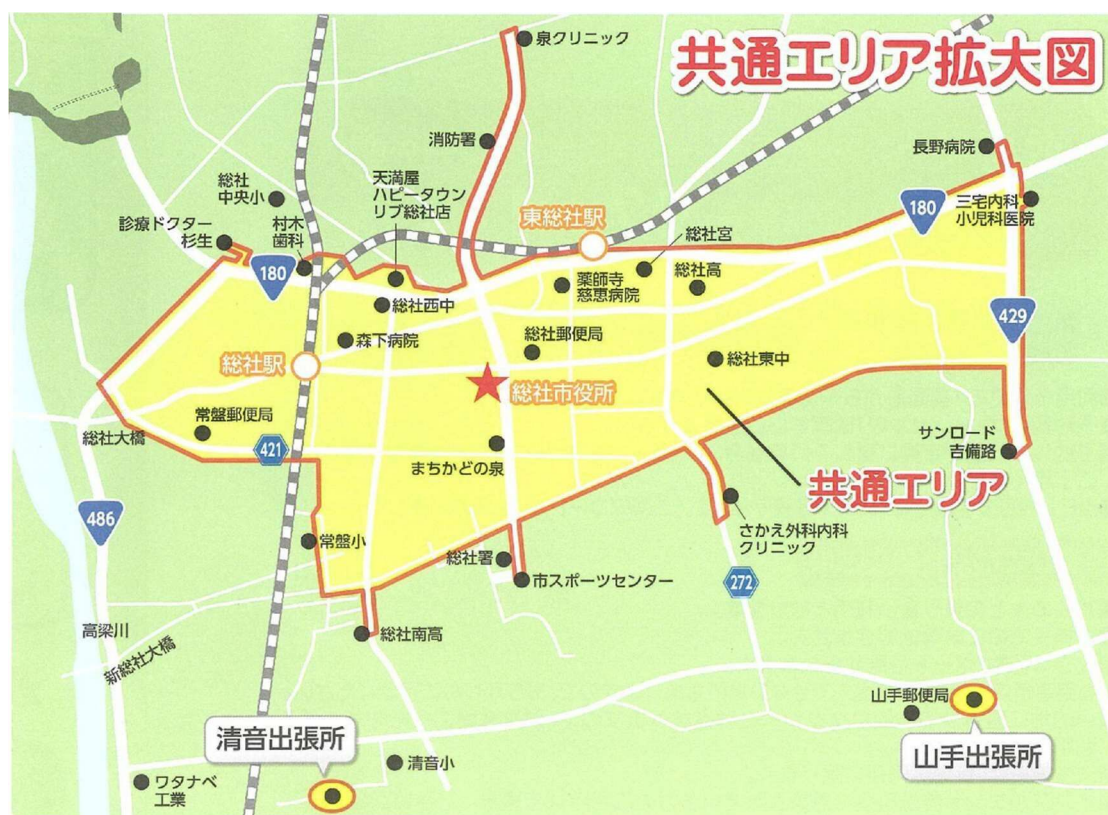 共通エリア拡大図
泉クリニック
消防署
長野病院
総社
中央小
天満屋
ハピータウン
リブ総社店
診療ドクター
杉生
村木
歯科
東総社駅
総社宮
180
三宅内科
小児科医院
180
総社高
薬師寺
慈恵病院
総社西中
429
森下病院
総社郵便局
総社駅
総社東中
総社市役所
常盤郵便局
総社大橋
421
まちかどの泉
サンロード
吉備路
共通エリア
486
さかえ外科内科
クリニック
常盤小
総社署
市スポーツセンター
272
高梁川
総社南高
新総社大橋
山手郵便局
清音出張所
山手出張所
清音小
ワタナベ
工業